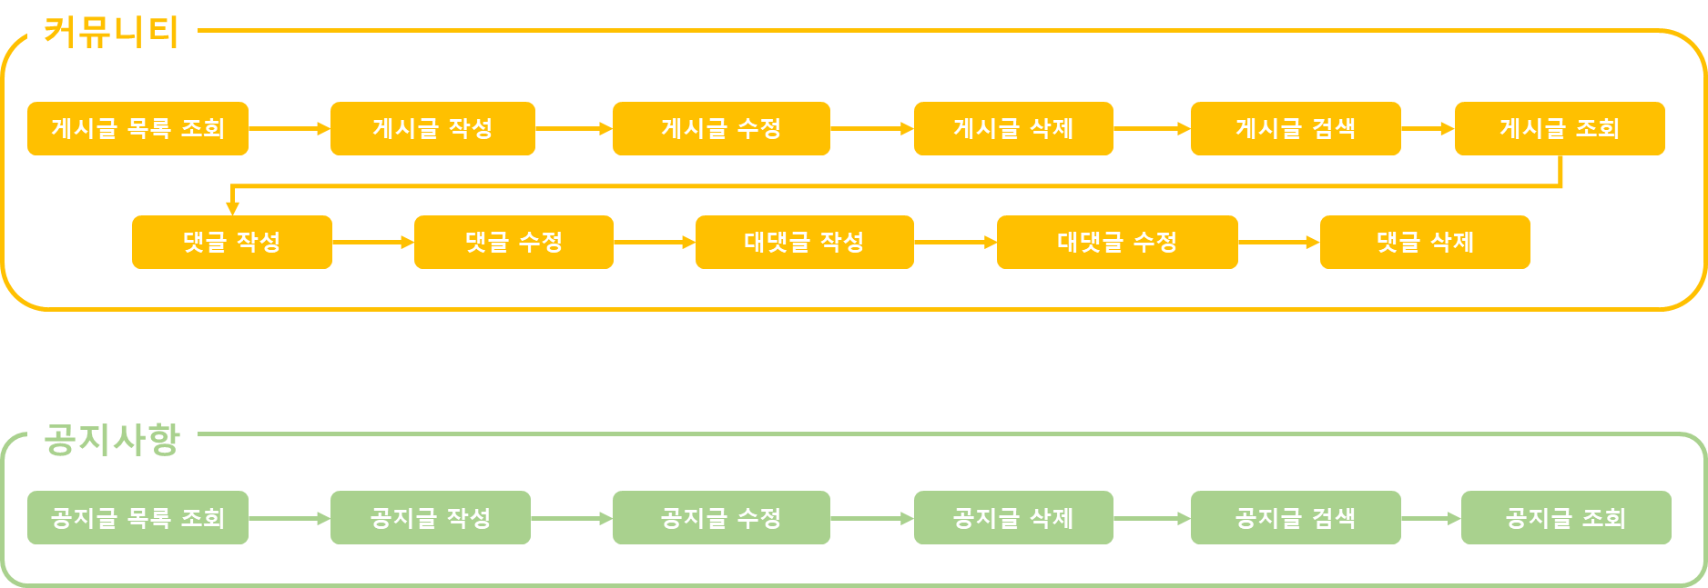 커뮤니티
게시글 목록 조회
게시글 작성
게시글 수정
게시글 삭제
게시글 검색
게시글 조회
댓글 작성
댓글 수정
대댓글 작성
대댓글 수정
댓글 삭제
공지사항
공지글 목록 조회
공지글 작성
공지글 수정
공지글 삭제
공지글 검색
공지글 조회